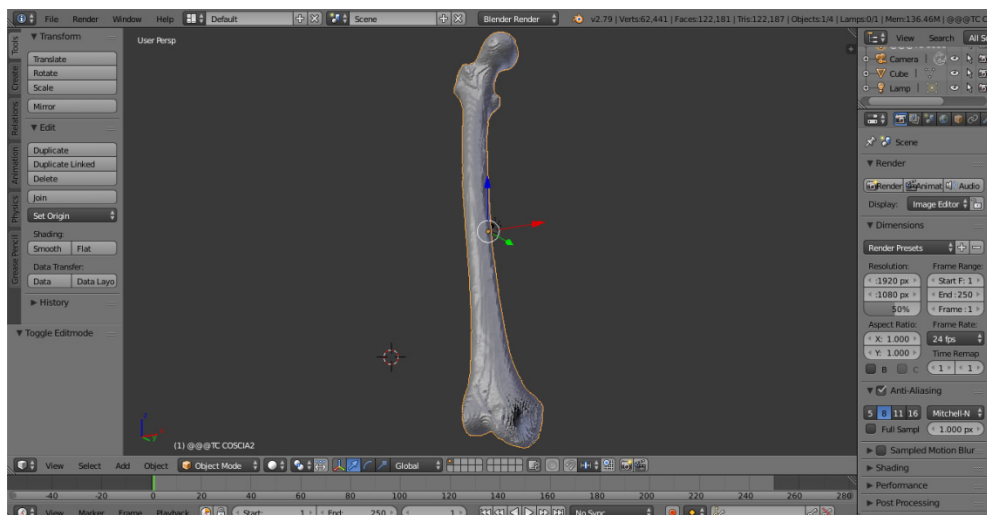 File Render Window Help Default Scene Blender Render v2.79 | Verts:62,441 | Faces:122,181 | Tris:122,187 | Objects:1/4 | Lamps:0/1 | Mem:136.46M | @@@TC C
Tools
Create
Relations
Animation
Physics
Grease Pencil
Transform
Translate
Rotate
Scale
Mirror
Edit
Duplicate
Duplicate Linked
Delete
Join
Set Origin
Shading:
Smooth Flat
Data Transfer:
Data Data Layo
History
Toggle Editmode
User Persp
(1) @@@TC COSCIA2
View Search All S
Camera
Cube
Lamp
Scene
Render
Render Animat Audio
Display: Image Editor
Dimensions
Render Presets
Resolution: Frame Range:
:1920 px Start F: 1
:1080 px End :250
50% Frame :1
Aspect Ratio: Frame Rate:
X: 1.000 24 fps
Y: 1.000 Time Remap
B C 1 1
Anti-Aliasing
5 8 11 16 Mitchell-N
Full Sampl 1.000 px
Sampled Motion Blur
Shading
Performance
Post Processing
View Select Add Object Object Mode Global
-40 -20 0 20 40 60 80 100 120 140 160 180 200 220 240 260 280
View Marker Frame Playback Start: 1 End: 250 1 No Sync